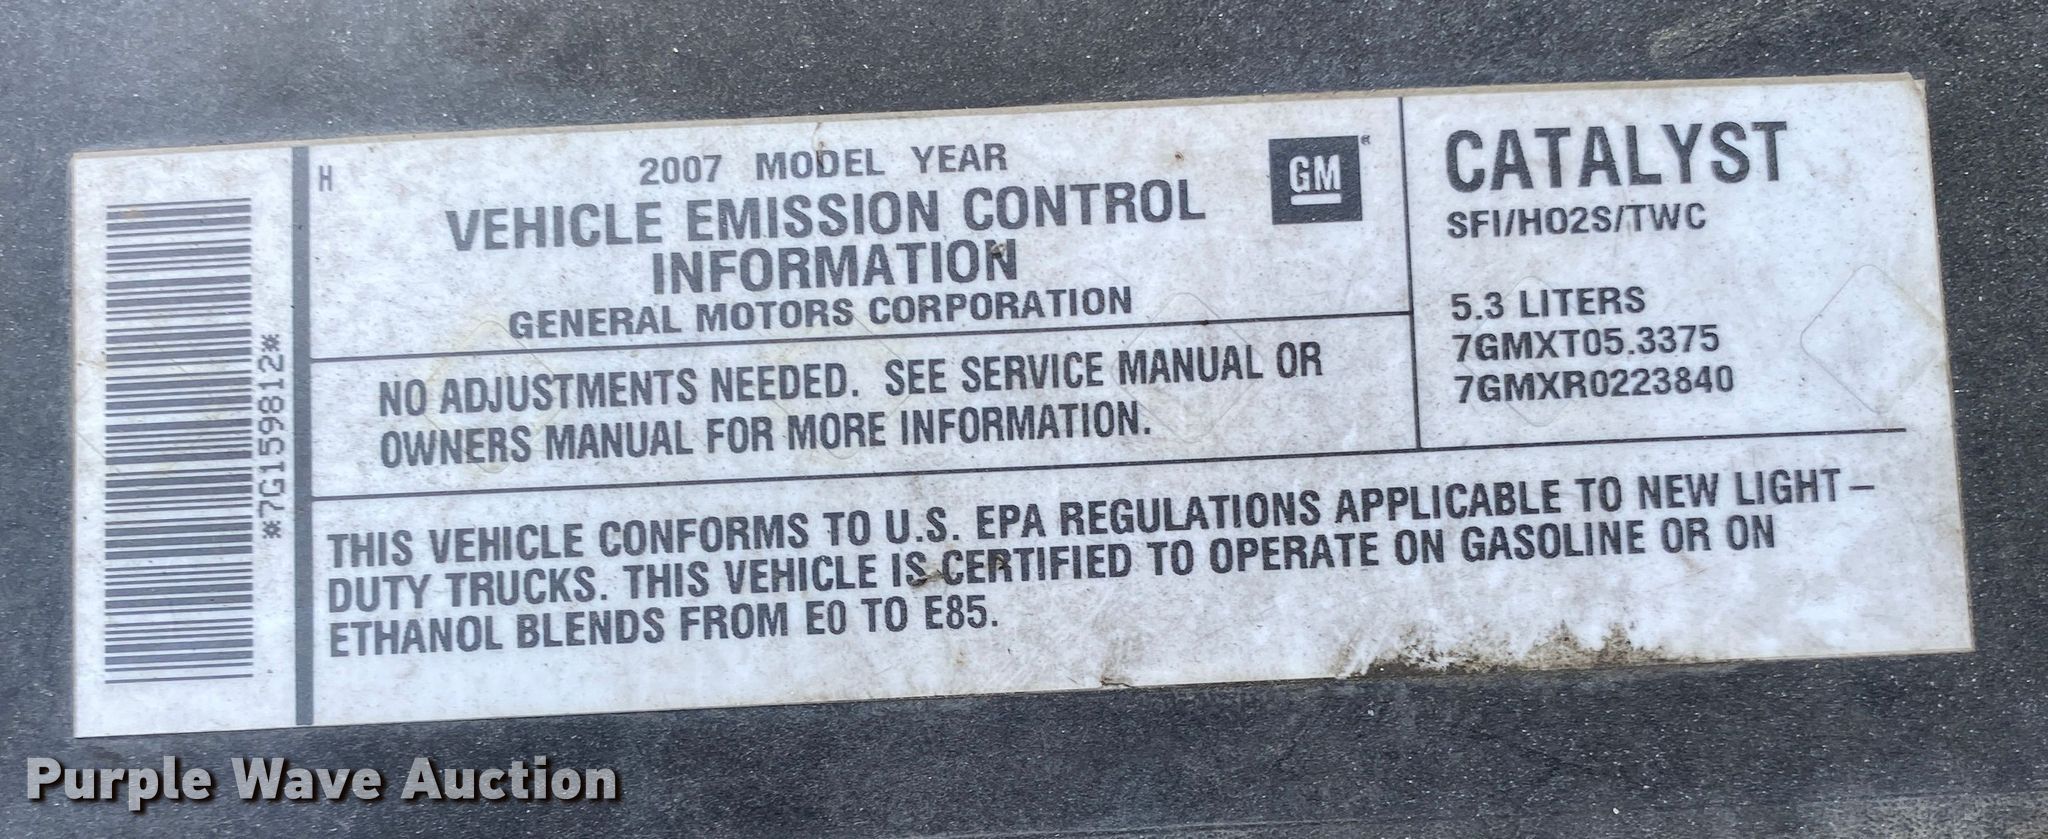 *7G159812*
H
2007 MODEL YEAR
VEHICLE EMISSION CONTROL
INFORMATION
GENERAL MOTORS CORPORATION
GM
NO ADJUSTMENTS NEEDED. SEE SERVICE MANUAL OR
OWNERS MANUAL FOR MORE INFORMATION.
CATALYST
SFI/HO2S/TWC
5.3 LITERS
7GMXT05.3375
7GMXR0223840
THIS VEHICLE CONFORMS TO U.S. EPA REGULATIONS APPLICABLE TO NEW LIGHT-
DUTY TRUCKS. THIS VEHICLE IS CERTIFIED TO OPERATE ON GASOLINE OR ON
ETHANOL BLENDS FROM E0 TO E85.
Purple Wave Auction